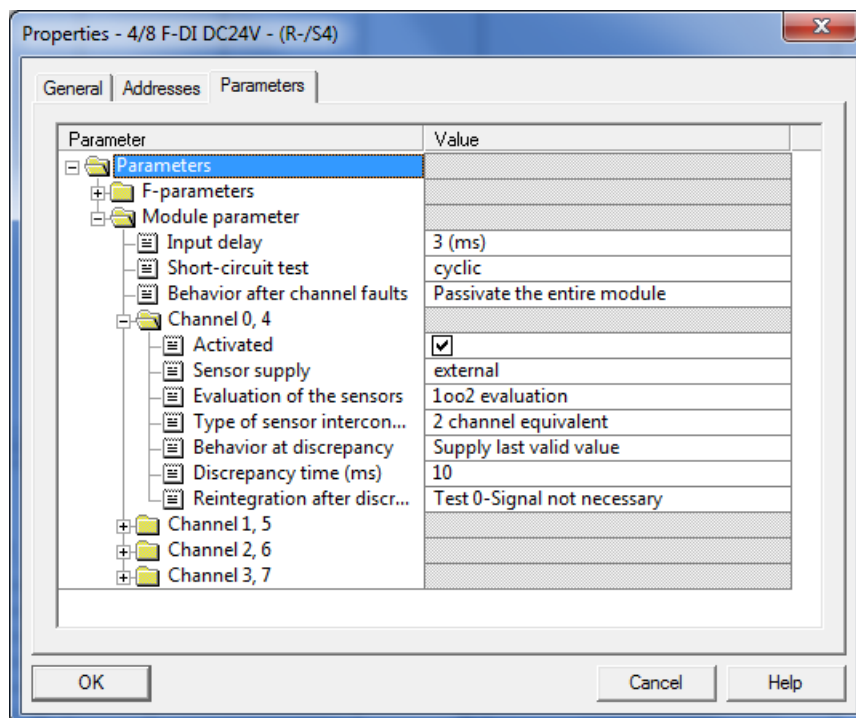 Properties - 4/8 F-DI DC24V - (R-/S4)
General Addresses Parameters
Parameter Value
Parameters
F-parameters
Module parameter
Input delay 3 (ms)
Short-circuit test cyclic
Behavior after channel faults Passivate the entire module
Channel 0, 4
Activated
Sensor supply external
Evaluation of the sensors 1oo2 evaluation
Type of sensor intercon... 2 channel equivalent
Behavior at discrepancy Supply last valid value
Discrepancy time (ms) 10
Reintegration after discr... Test 0-Signal not necessary
Channel 1, 5
Channel 2, 6
Channel 3, 7
OK Cancel Help